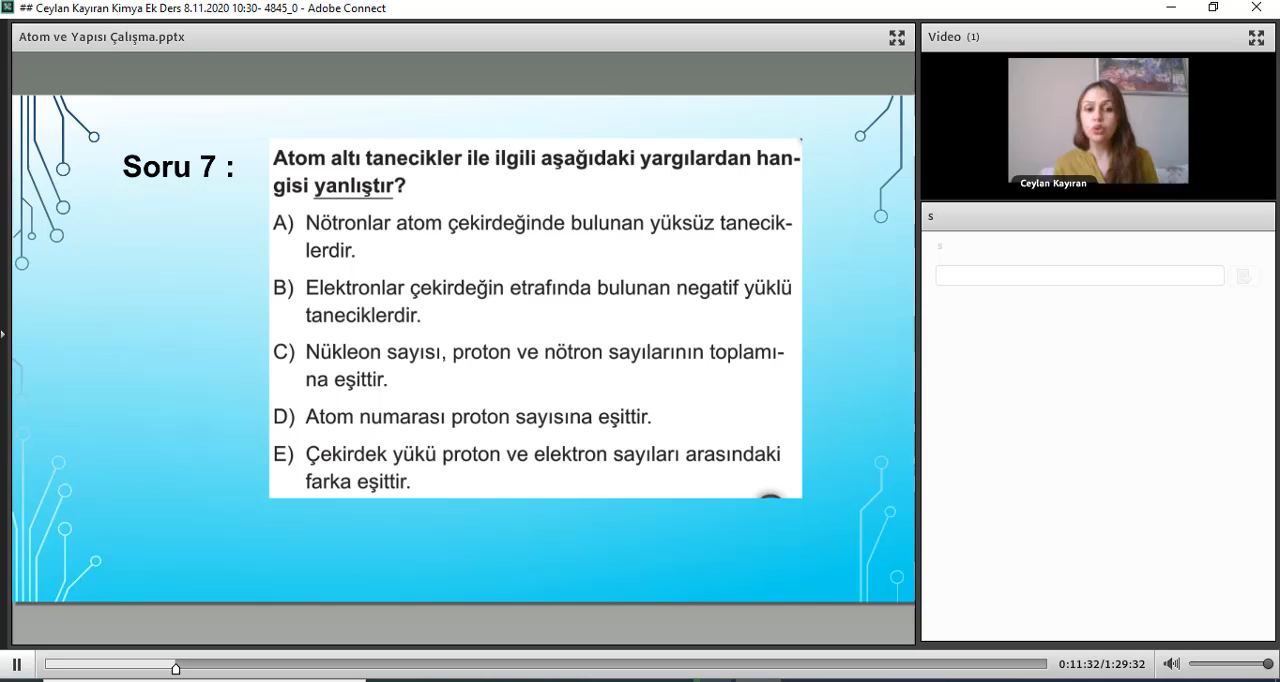 ## Ceylan Kayıran Kimya Ek Ders 8.11.2020 10:30- 4845_0 - Adobe Connect
Atom ve Yapısı Çalışma.pptx
Video (1)
Soru 7 :
Atom altı tanecikler ile ilgili aşağıdaki yargılardan han-
gisi yanlıştır?
A) Nötronlar atom çekirdeğinde bulunan yüksüz tanecik-
lerdir.
B) Elektronlar çekirdeğin etrafında bulunan negatif yüklü
taneciklerdir.
C) Nükleon sayısı, proton ve nötron sayılarının toplamı-
na eşittir.
D) Atom numarası proton sayısına eşittir.
E) Çekirdek yükü proton ve elektron sayıları arasındaki
farka eşittir.
Ceylan Kayıran
s
s
0:11:32/1:29:32